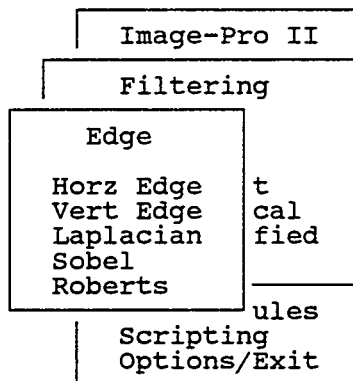 Image-Pro II
Filtering
Edge
Horz Edge t
Vert Edge cal
Laplacian fied
Sobel
Roberts
ules
Scripting
Options/Exit